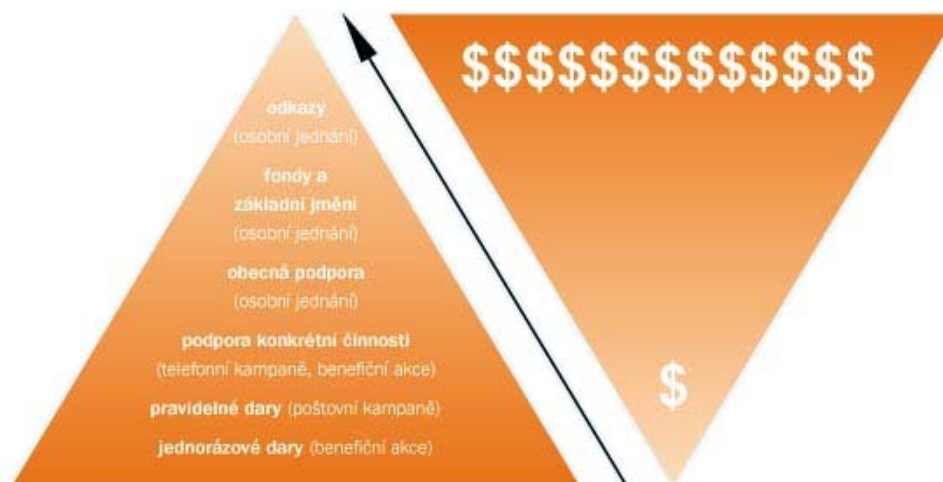 odkazy
(osobní jednání)
fondy a
základní jmění
(osobní jednání)
obecná podpora
(osobní jednání)
podpora konkrétní činnosti
(telefonní kampaně, benefiční akce)
pravidelné dary (poštovní kampaně)
jednorázové dary (benefiční akce)
$$$$$$$$$$$$$
$